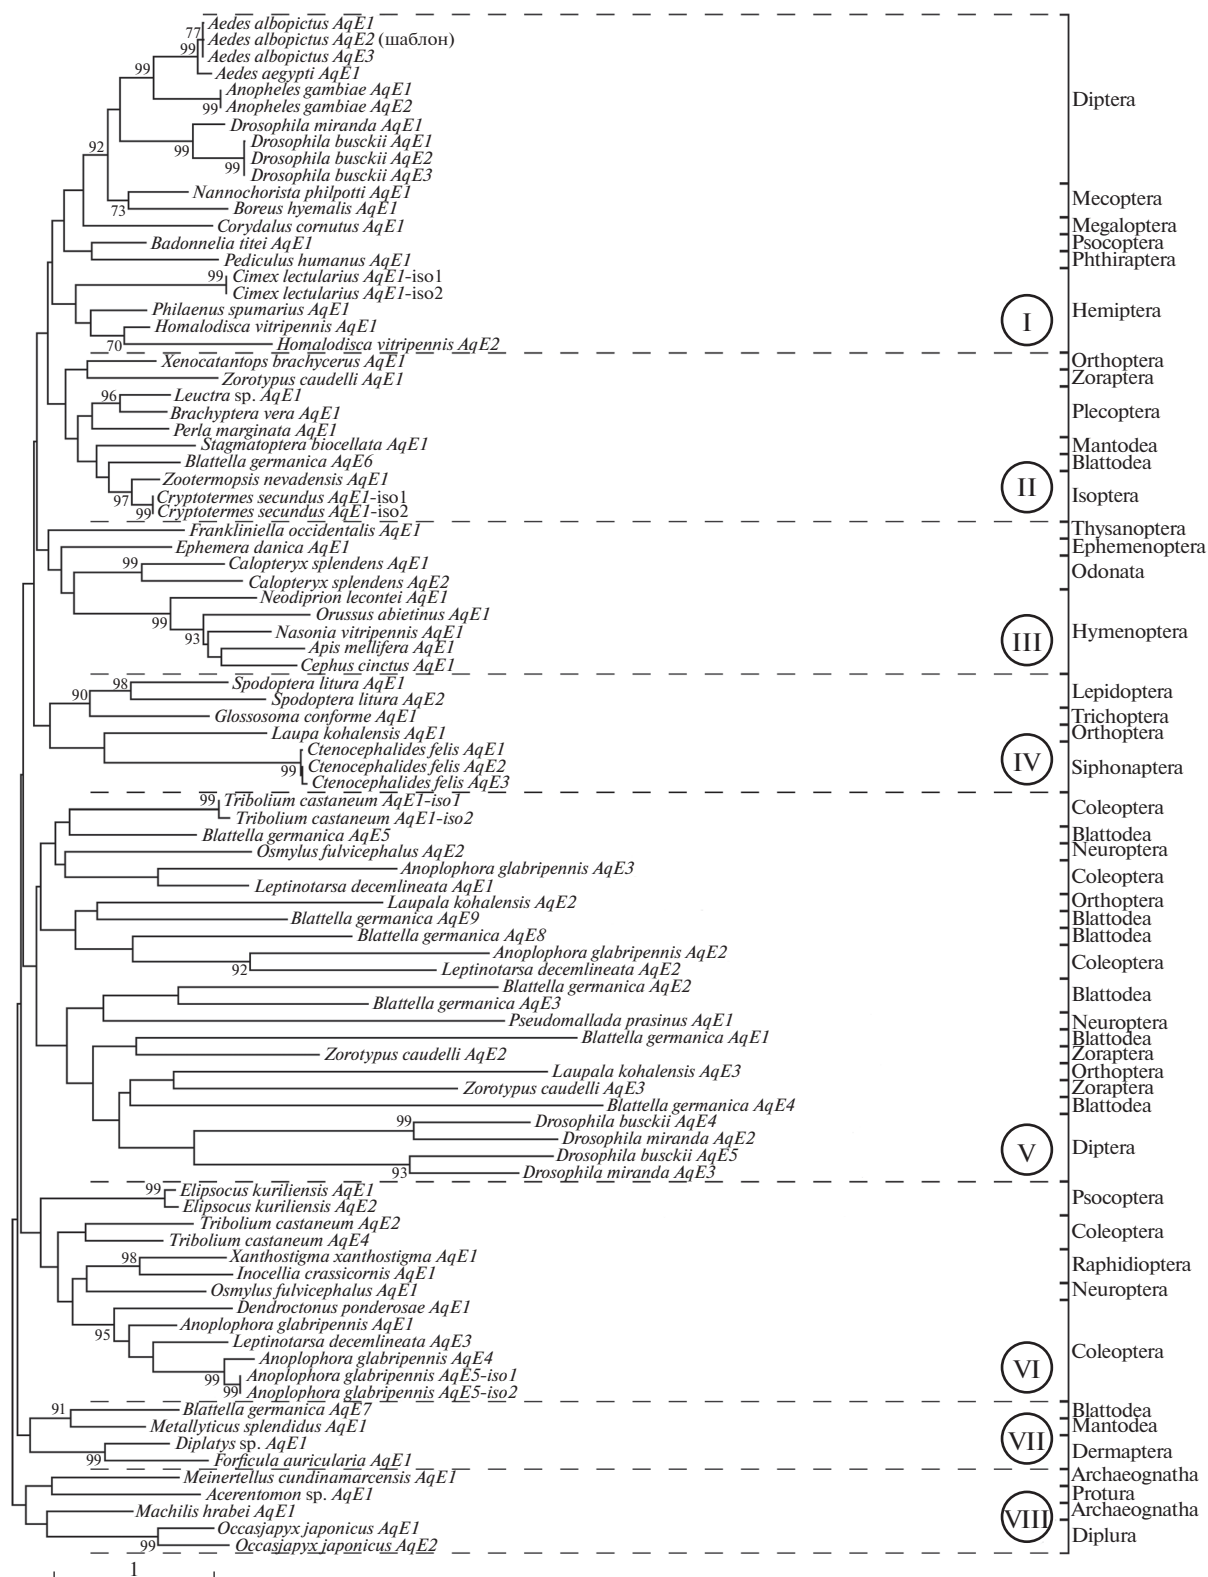 Aedes albopictus AqE1
77
Aedes albopictus AqE2 (шаблон)
99
Aedes albopictus AqE3
99
Aedes aegypti AqE1
Anopheles gambiae AqE1
99
Anopheles gambiae AqE2
Diptera
Drosophila miranda AqE1
92
99
Drosophila busckii AqE1
Drosophila busckii AqE2
99
Drosophila busckii AqE3
Nannochorista philpotti AqE1
Mecoptera
73
Boreus hyemalis AqE1
Corydalus cornutus AqE1
Megaloptera
Badonnelia titei AqE1
Psocoptera
Pediculus humanus AqE1
Phthiraptera
99
Cimex lectularius AqE1-iso1
Cimex lectularius AqE1-iso2
Philaenus spumarius AqE1
I
Hemiptera
Homalodisca vitripennis AqE1
70
Homalodisca vitripennis AqE2
Xenocatantops brachycerus AqE1
Orthoptera
Zorotypus caudelli AqE1
Zoraptera
96
Leuctra sp. AqE1
Brachyptera vera AqE1
Plecoptera
Perla marginata AqE1
Stagmatoptera biocellata AqE1
Mantodea
Blattella germanica AqE6
Blattodea
Zootermopsis nevadensis AqE1
II
97
Cryptotermes secundus AqE1-iso1
Isoptera
99
Cryptotermes secundus AqE1-iso2
Frankliniella occidentalis AqE1
Thysanoptera
Ephemera danica AqE1
Ephemenoptera
99
Calopteryx splendens AqE1
Odonata
Calopteryx splendens AqE2
Neodiprion lecontei AqE1
99
Orussus abietinus AqE1
93
Nasonia vitripennis AqE1
III
Hymenoptera
Apis mellifera AqE1
Cephus cinctus AqE1
98
Spodoptera litura AqE1
90
Spodoptera litura AqE2
Lepidoptera
Glossosoma conforme AqE1
Trichoptera
Laupa kohalensis AqE1
Orthoptera
Ctenocephalides felis AqE1
99
Ctenocephalides felis AqE2
IV
Siphonaptera
Ctenocephalides felis AqE3
99
Tribolium castaneum AqE1-iso1
Coleoptera
Tribolium castaneum AqE1-iso2
Blattella germanica AqE5
Blattodea
Osmylus fulvicephalus AqE2
Neuroptera
Anoplophora glabripennis AqE3
Coleoptera
Leptinotarsa decemlineata AqE1
Laupala kohalensis AqE2
Orthoptera
Blattella germanica AqE9
Blattodea
Blattella germanica AqE8
Blattodea
Anoplophora glabripennis AqE2
Coleoptera
92
Leptinotarsa decemlineata AqE2
Blattella germanica AqE2
Blattodea
Blattella germanica AqE3
Pseudomallada prasinus AqE1
Neuroptera
Blattella germanica AqE1
Blattodea
Zorotypus caudelli AqE2
Zoraptera
Laupala kohalensis AqE3
Orthoptera
Zorotypus caudelli AqE3
Zoraptera
Blattella germanica AqE4
Blattodea
99
Drosophila busckii AqE4
Drosophila miranda AqE2
V
Diptera
Drosophila busckii AqE5
93
Drosophila miranda AqE3
99
Elipsocus kuriliensis AqE1
Psocoptera
Elipsocus kuriliensis AqE2
Tribolium castaneum AqE2
Coleoptera
Tribolium castaneum AqE4
98
Xanthostigma xanthostigma AqE1
Raphidioptera
Inocellia crassicornis AqE1
Osmylus fulvicephalus AqE1
Neuroptera
Dendroctonus ponderosae AqE1
95
Anoplophora glabripennis AqE1
Leptinotarsa decemlineata AqE3
Coleoptera
Anoplophora glabripennis AqE4
VI
99
Anoplophora glabripennis AqE5-iso1
99
Anoplophora glabripennis AqE5-iso2
91
Blattella germanica AqE7
Blattodea
Metallyticus splendidus AqE1
Mantodea
Diplatys sp. AqE1
VII
Dermaptera
99
Forficula auricularia AqE1
Meinertellus cundinamarcensis AqE1
Archaeognatha
Acerentomon sp. AqE1
Protura
Machilis hrabei AqE1
Archaeognatha
VIII
Occasjapyx japonicus AqE1
Diplura
99
Occasjapyx japonicus AqE2
1